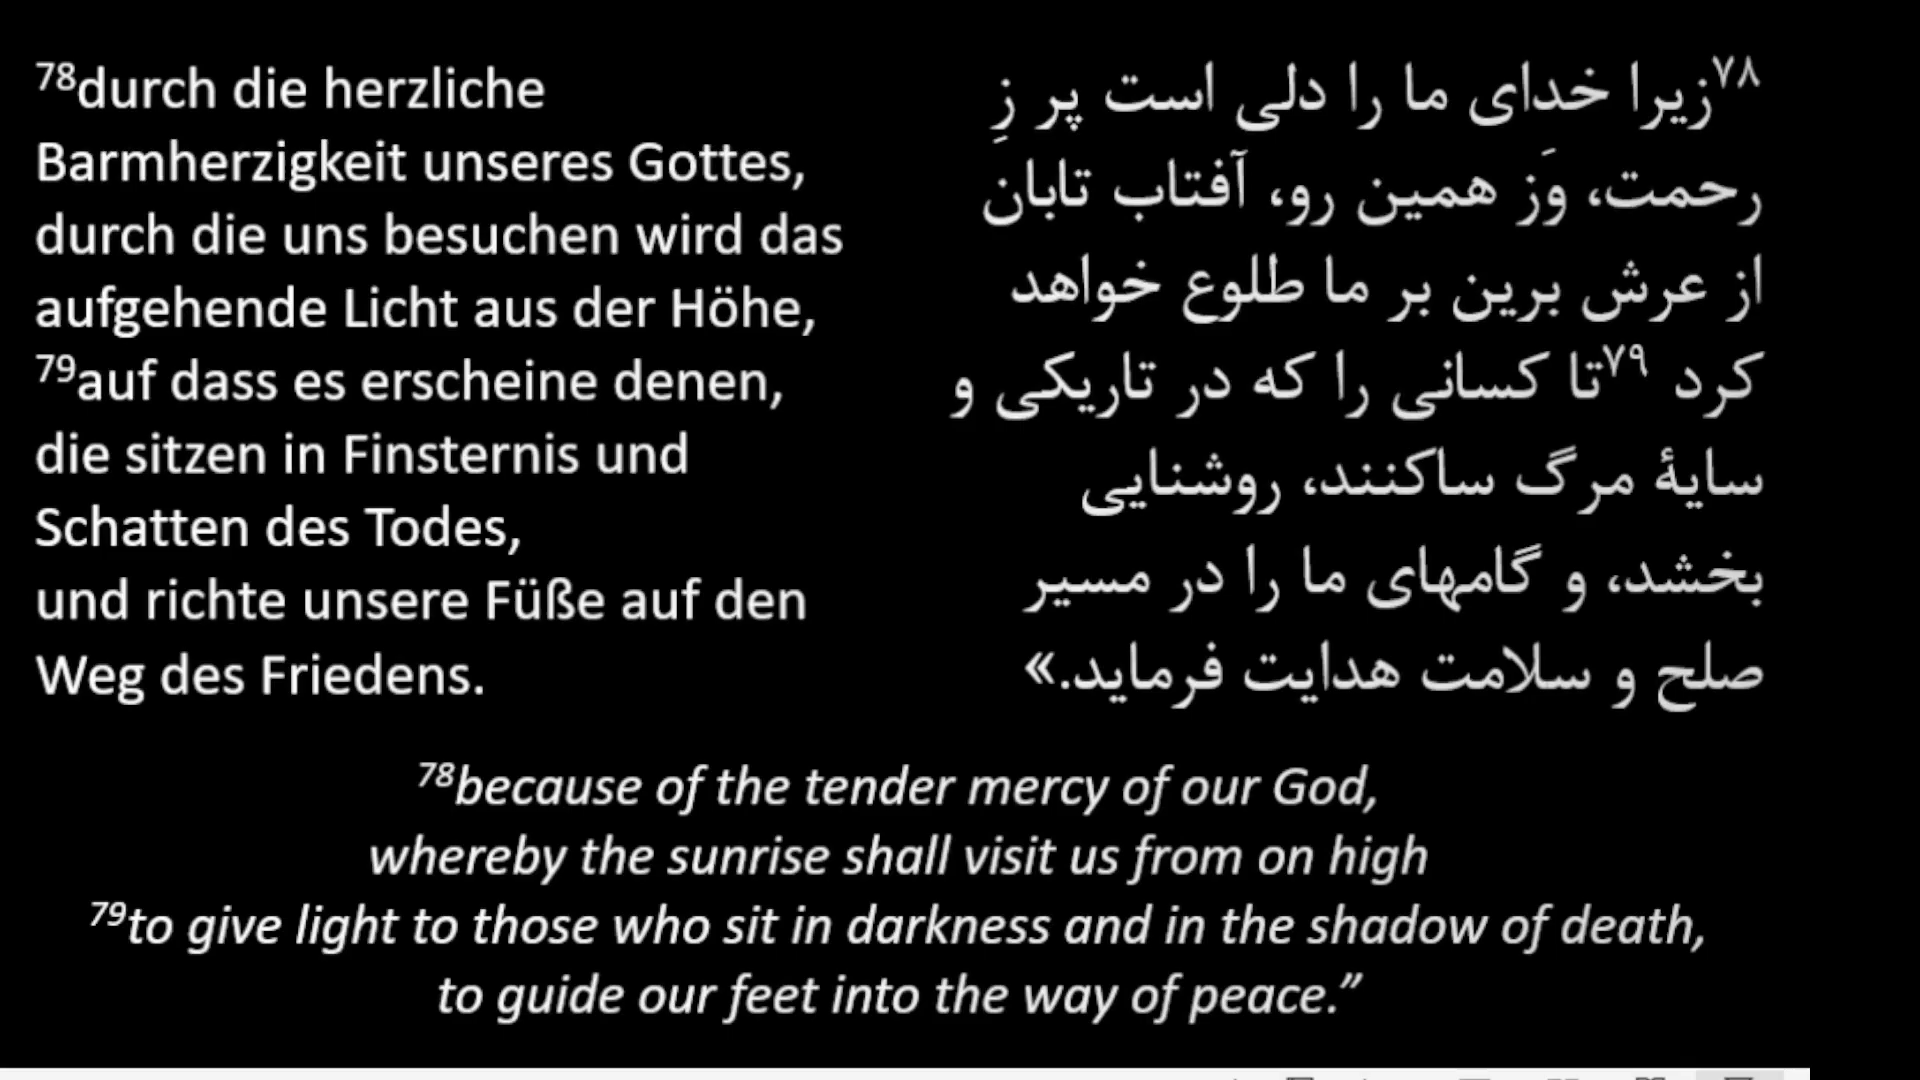 ⁷⁸durch die herzliche
Barmherzigkeit unseres Gottes,
durch die uns besuchen wird das
aufgehende Licht aus der Höhe,
⁷⁹auf dass es erscheine denen,
die sitzen in Finsternis und
Schatten des Todes,
und richte unsere Füße auf den
Weg des Friedens.
۷۸زیرا خدای ما را دلی است پر زِ
رحمت، وَز همین رو، آفتاب تابان
از عرش برین بر ما طلوع خواهد
کرد ۷۹تا کسانی را که در تاریکی و
سایهٔ مرگ ساکنند، روشنایی
بخشد، و گامهای ما را در مسیر
صلح و سلامت هدایت فرماید.»
⁷⁸because of the tender mercy of our God,
whereby the sunrise shall visit us from on high
⁷⁹to give light to those who sit in darkness and in the shadow of death,
to guide our feet into the way of peace.”